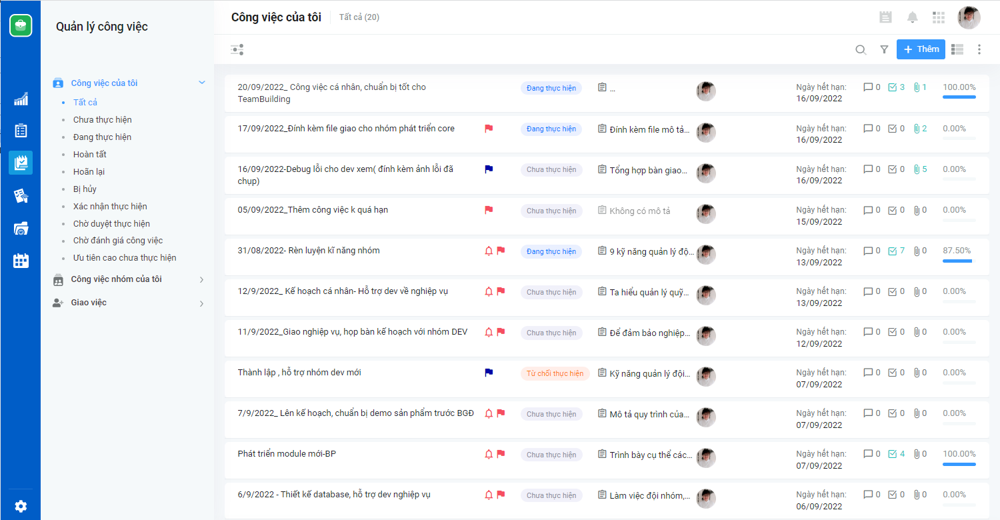 Quản lý công việc
Công việc của tôi
Tất cả
Chưa thực hiện
Đang thực hiện
Hoàn tất
Hoãn lại
Bị hủy
Xác nhận thực hiện
Chờ duyệt thực hiện
Chờ đánh giá công việc
Ưu tiên cao chưa thực hiện
Công việc nhóm của tôi
Giao việc
Công việc của tôi Tất cả (20)
+ Thêm
20/09/2022_ Công việc cá nhân, chuẩn bị tốt cho Đang thực hiện ... Ngày hết hạn: 0 3 1 100.00%
TeamBuilding 16/09/2022
17/09/2022_Đính kèm file giao cho nhóm phát triển core Đang thực hiện Đính kèm file mô tả... Ngày hết hạn: 0 0 2 0.00%
16/09/2022
16/09/2022-Debug lỗi cho dev xem( đính kèm ảnh lỗi đã Chưa thực hiện Tổng hợp bàn giao... Ngày hết hạn: 0 0 5 0.00%
chụp) 16/09/2022
05/09/2022_Thêm công việc k quá hạn Chưa thực hiện Không có mô tả Ngày hết hạn: 0 0 0 0.00%
15/09/2022
31/08/2022- Rèn luyện kĩ năng nhóm Đang thực hiện 9 kỹ năng quản lý độ... Ngày hết hạn: 0 7 0 87.50%
13/09/2022
12/9/2022_ Kế hoạch cá nhân- Hỗ trợ dev về nghiệp vụ Chưa thực hiện Ta hiểu quản lý quỹ... Ngày hết hạn: 0 0 0 0.00%
13/09/2022
11/9/2022_Giao nghiệp vụ, họp bàn kế hoạch với nhóm DEV Chưa thực hiện Để đảm bảo nghiệp... Ngày hết hạn: 0 0 0 0.00%
12/09/2022
Thành lập , hỗ trợ nhóm dev mới Từ chối thực hiện Kỹ năng quản lý đội... Ngày hết hạn: 0 0 0 0.00%
07/09/2022
7/9/2022_ Lên kế hoạch, chuẩn bị demo sản phẩm trước BGĐ Chưa thực hiện Mô tả quy trình của... Ngày hết hạn: 0 0 0 0.00%
07/09/2022
Phát triển module mới-BP Chưa thực hiện Trình bày cụ thể các... Ngày hết hạn: 0 4 0 100.00%
07/09/2022
6/9/2022 - Thiết kế database, hỗ trợ dev nghiệp vụ Chưa thực hiện Làm việc đội nhóm,... Ngày hết hạn: 0 0 0 0.00%
06/09/2022